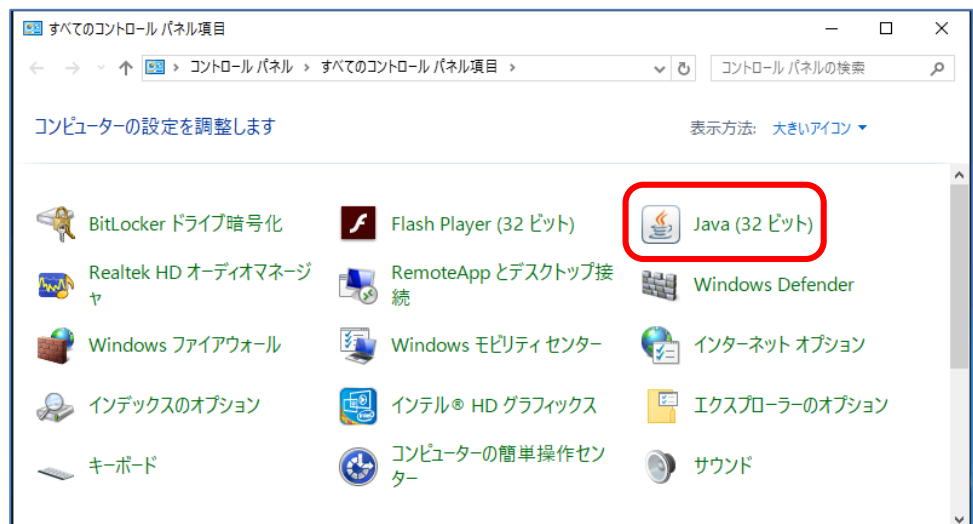 すべてのコントロール パネル項目
コントロール パネル › すべてのコントロール パネル項目 ›
コントロール パネルの検索
コンピューターの設定を調整します
表示方法: 大きいアイコン
BitLocker ドライブ暗号化
Flash Player (32 ビット)
Java (32 ビット)
Realtek HD オーディオマネージ
ャ
RemoteApp とデスクトップ接
続
Windows Defender
Windows ファイアウォール
Windows モビリティ センター
インターネット オプション
インデックスのオプション
インテル® HD グラフィックス
エクスプローラーのオプション
キーボード
コンピューターの簡単操作セン
ター
サウンド